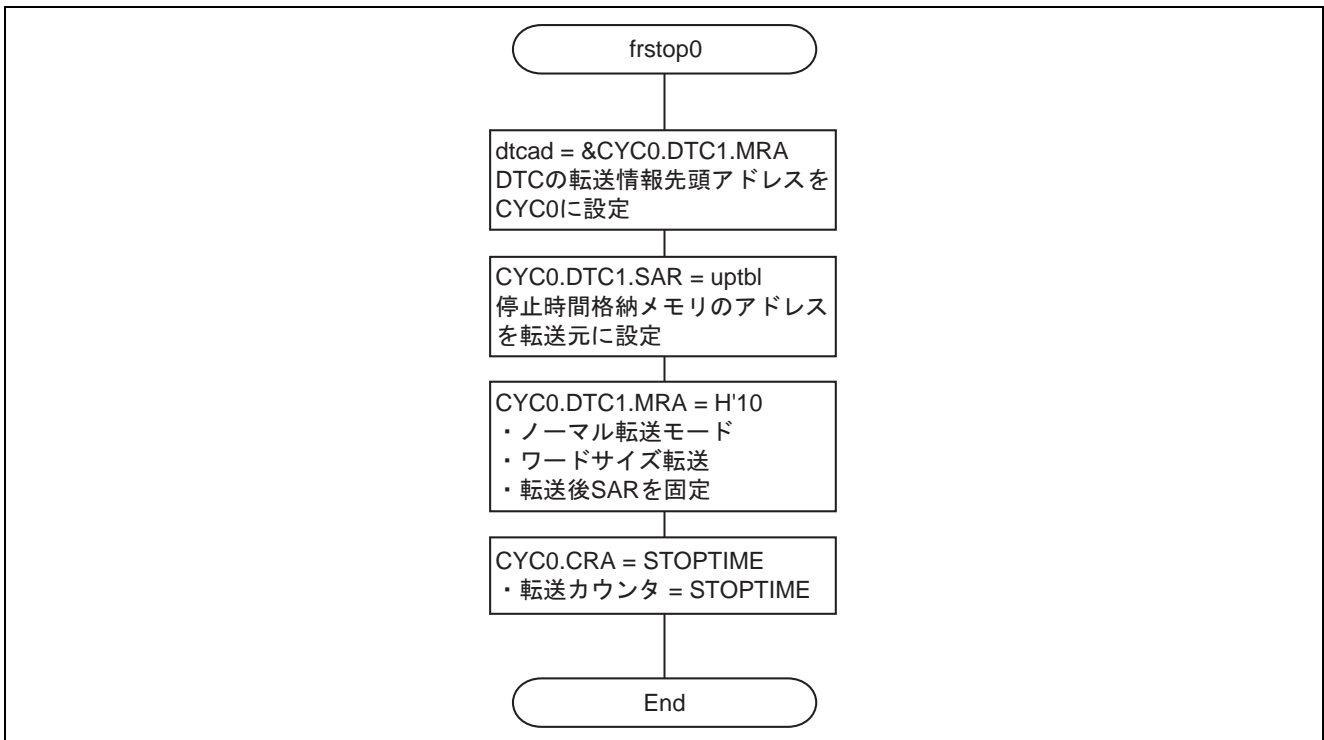 frstop0
dtcad = &CYC0.DTC1.MRA
DTCの転送情報先頭アドレスを
CYC0に設定
CYC0.DTC1.SAR = uptbl
停止時間格納メモリのアドレス
を転送元に設定
CYC0.DTC1.MRA = H'10
・ノーマル転送モード
・ワードサイズ転送
・転送後SARを固定
CYC0.CRA = STOPTIME
・転送カウンタ = STOPTIME
End